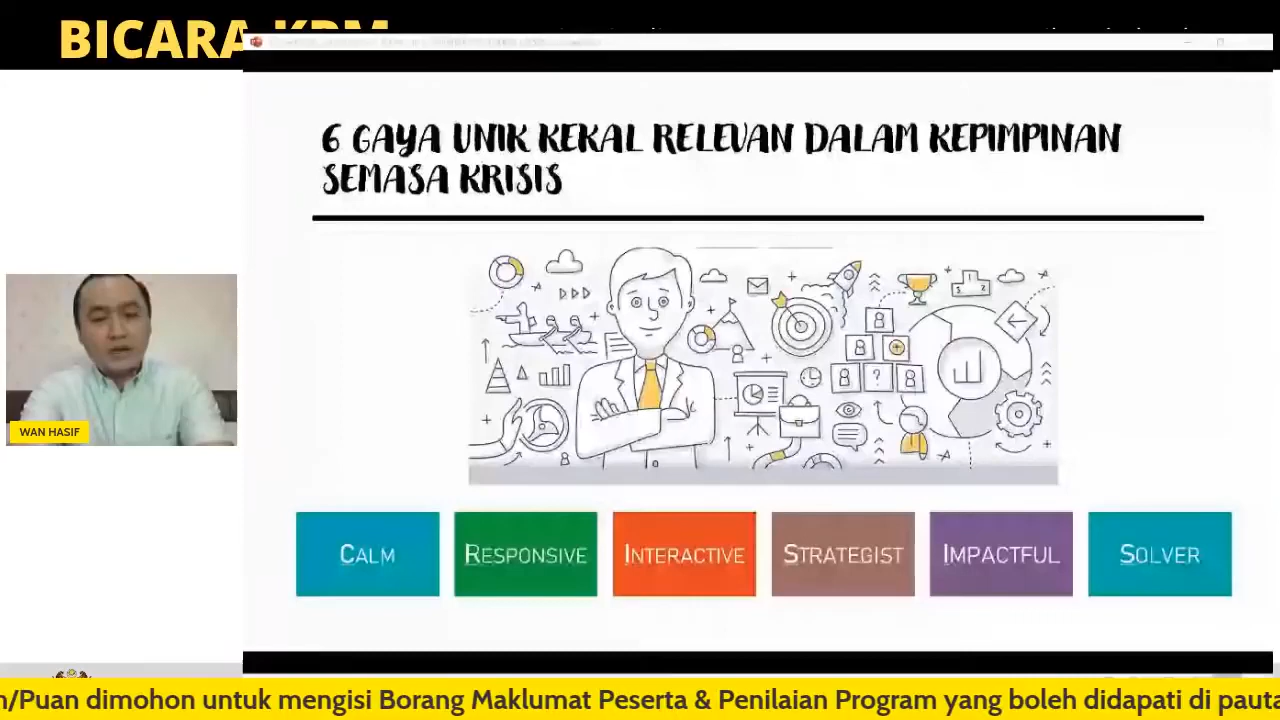 BICARA KPM
6 GAYA UNIK KEKAL RELEVAN DALAM KEPIMPINAN
SEMASA KRISIS
WAN HASIF
CALM
RESPONSIVE
INTERACTIVE
STRATEGIST
IMPACTFUL
SOLVER
n/Puan dimohon untuk mengisi Borang Maklumat Peserta & Penilaian Program yang boleh didapati di pauta